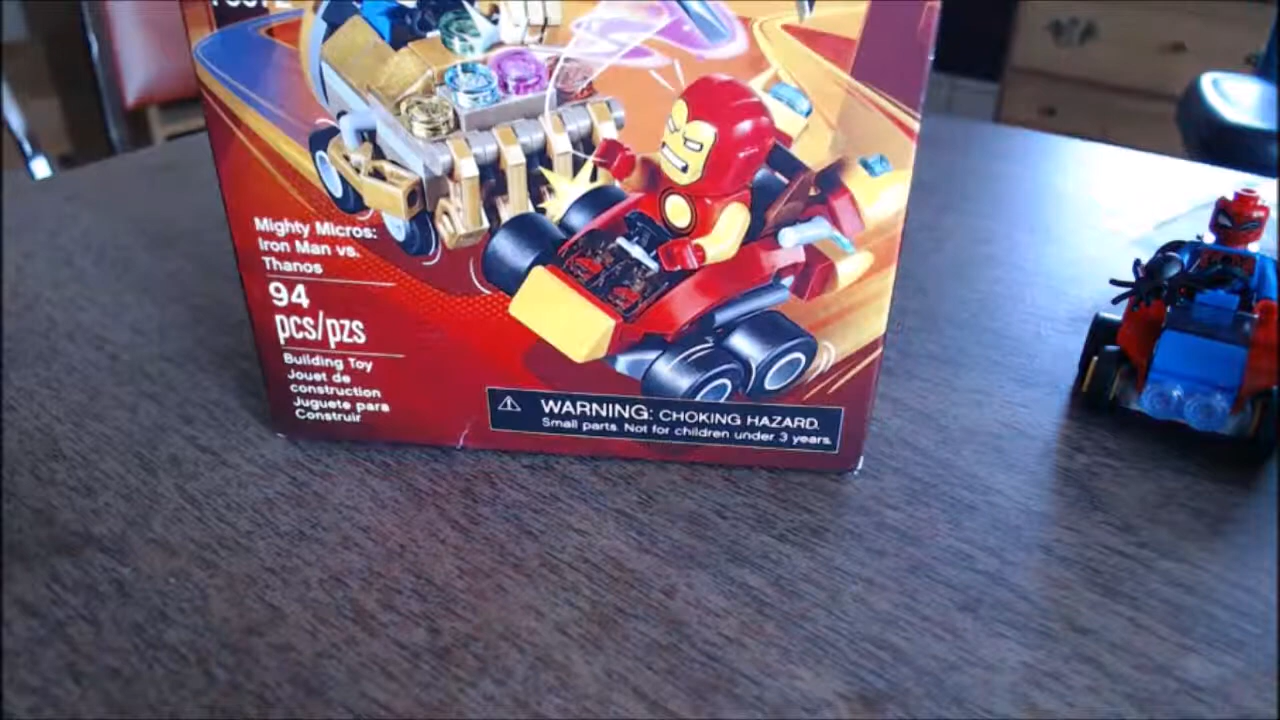 Mighty Micros:
Iron Man vs.
Thanos
94
pcs/pzs
Building Toy
Jouet de
construction
Juguete para
Construir
WARNING: CHOKING HAZARD.
Small parts. Not for children under 3 years.